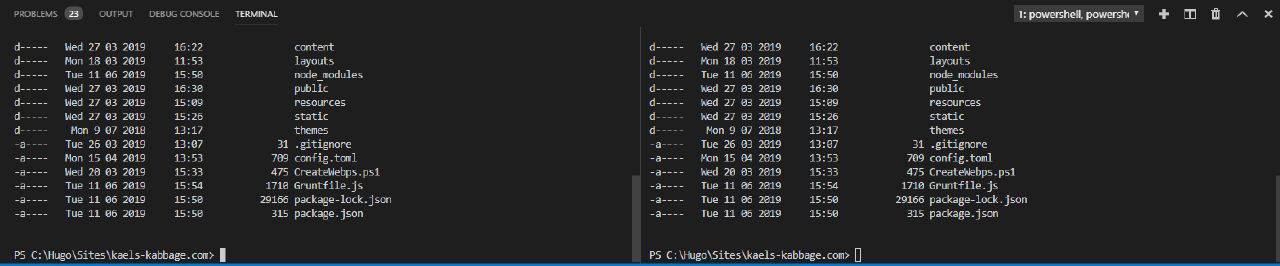 PROBLEMS 23 OUTPUT DEBUG CONSOLE TERMINAL 1: powershell, powersh
d----- Wed 27 03 2019 16:22 content
d----- Mon 18 03 2019 11:53 layouts
d----- Tue 11 06 2019 15:50 node_modules
d----- Wed 27 03 2019 16:30 public
d----- Wed 27 03 2019 15:09 resources
d----- Wed 27 03 2019 15:26 static
d----- Mon 9 07 2018 13:17 themes
-a---- Tue 26 03 2019 13:07 31 .gitignore
-a---- Mon 15 04 2019 13:53 709 config.toml
-a---- Wed 20 03 2019 15:33 475 CreateWebps.ps1
-a---- Tue 11 06 2019 15:54 1710 Gruntfile.js
-a---- Tue 11 06 2019 15:50 29166 package-lock.json
-a---- Tue 11 06 2019 15:50 315 package.json
PS C:\Hugo\Sites\kaels-kabbage.com>
d----- Wed 27 03 2019 16:22 content
d----- Mon 18 03 2019 11:53 layouts
d----- Tue 11 06 2019 15:50 node_modules
d----- Wed 27 03 2019 16:30 public
d----- Wed 27 03 2019 15:09 resources
d----- Wed 27 03 2019 15:26 static
d----- Mon 9 07 2018 13:17 themes
-a---- Tue 26 03 2019 13:07 31 .gitignore
-a---- Mon 15 04 2019 13:53 709 config.toml
-a---- Wed 20 03 2019 15:33 475 CreateWebps.ps1
-a---- Tue 11 06 2019 15:54 1710 Gruntfile.js
-a---- Tue 11 06 2019 15:50 29166 package-lock.json
-a---- Tue 11 06 2019 15:50 315 package.json
PS C:\Hugo\Sites\kaels-kabbage.com>